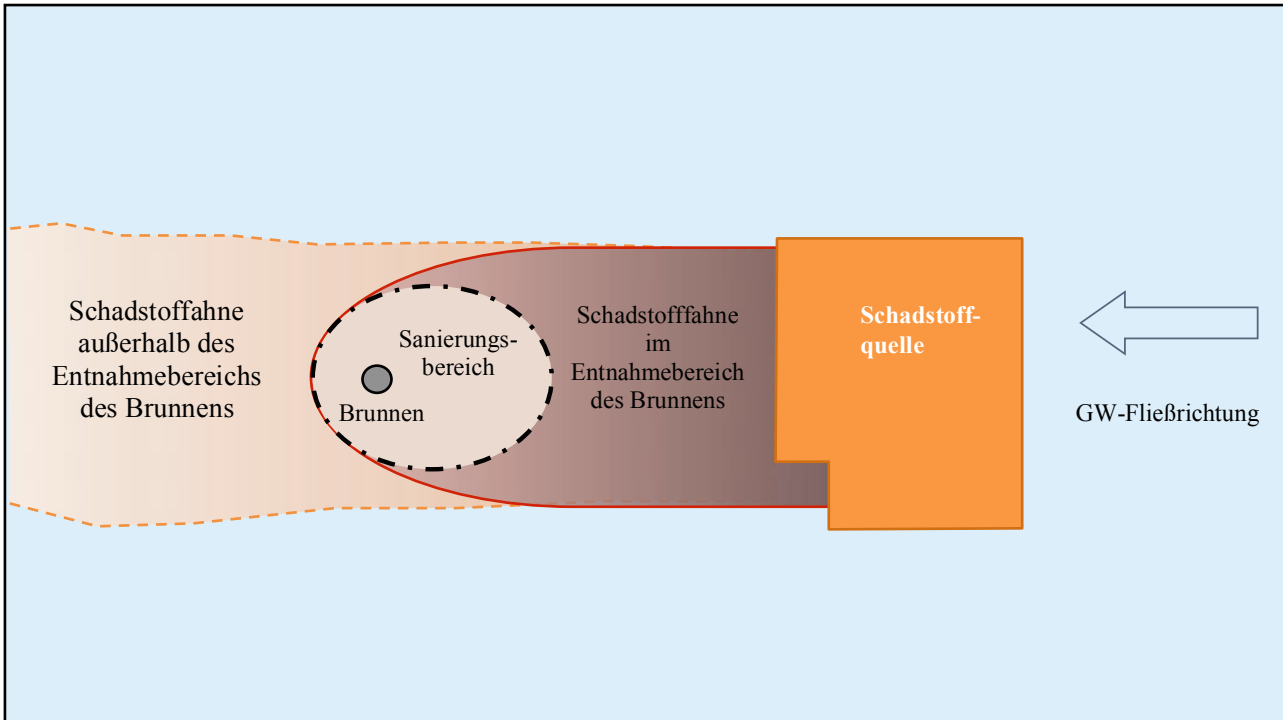 Schadstoffahne
außerhalb des
Entnahmebereichs
des Brunnens
Sanierungs-
bereich
Brunnen
Schadstofffahne
im
Entnahmebereich
des Brunnens
Schadstoff-
quelle
GW-Fließrichtung